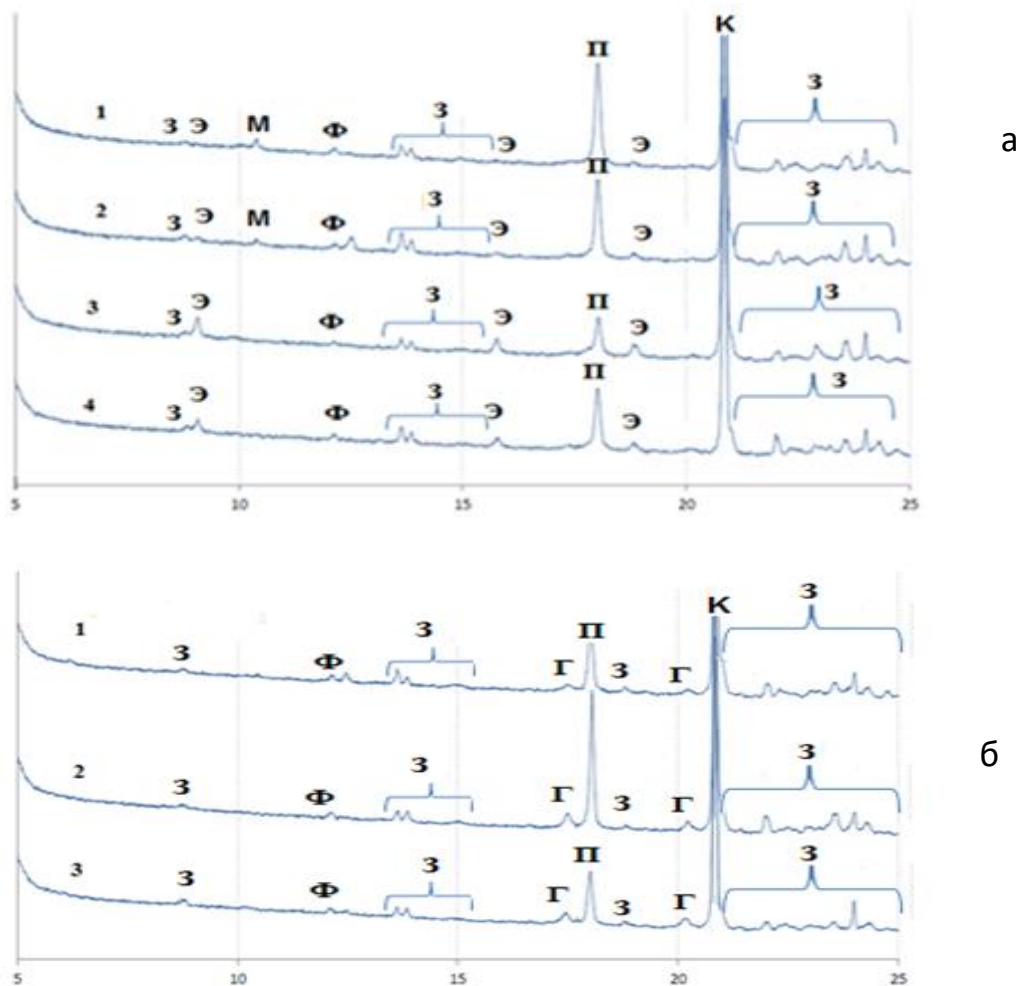 К
П
1 З Э М Ф З Э Э З
а
П
2 З Э М Ф З Э Э З
3 З Э Ф З Э П Э З
П
4 З Э Ф З Э Э З
5 10 15 20 25
К
1 З Ф З Г П З Г З
б
2 З Ф З Г З Г З
П
3 З Ф З Г З Г З
5 10 15 20 25